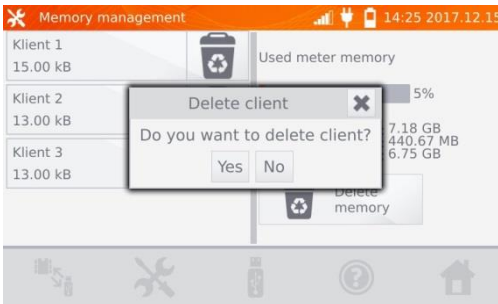 Memory management
14:25 2017.12.15
Klient 1
15.00 kB
Klient 2
13.00 kB
Klient 3
13.00 kB
Used meter memory
5%
7.18 GB
440.67 MB
6.75 GB
Delete
memory
Delete client
Do you want to delete client?
Yes No